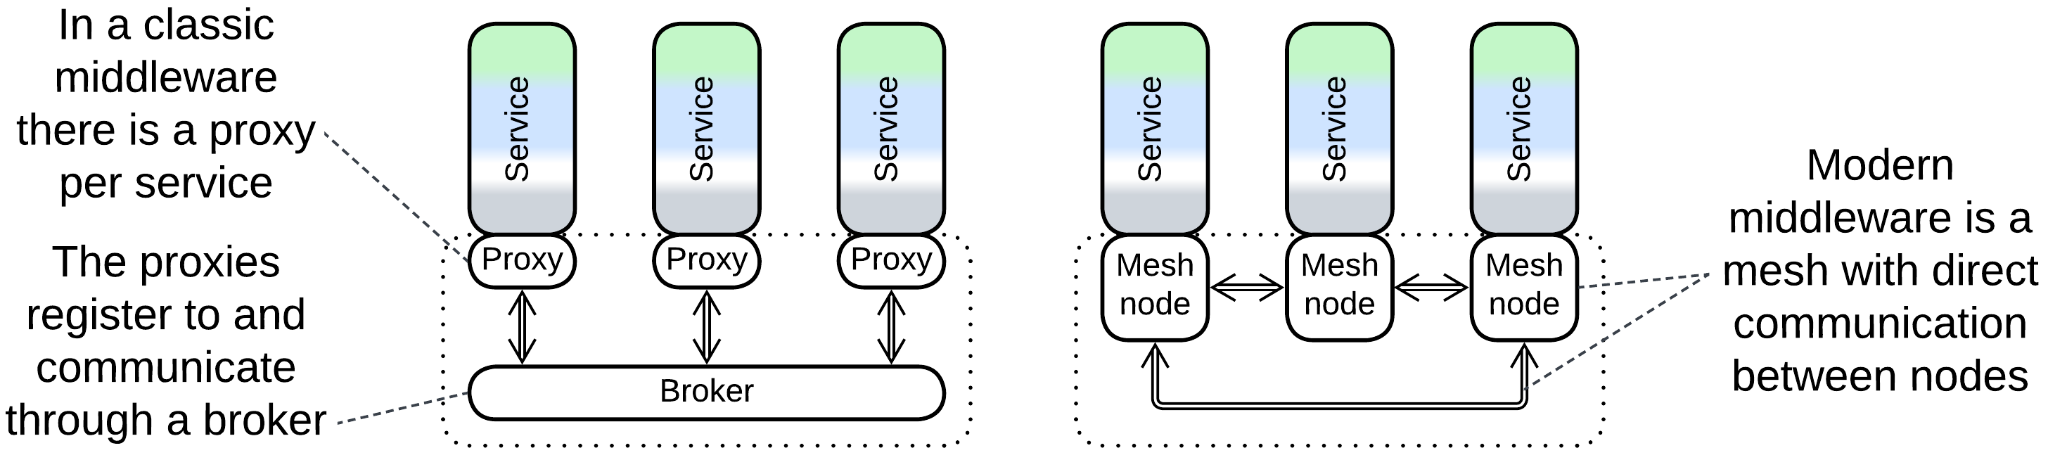 In a classic
middleware
there is a proxy
per service
The proxies
register to and
communicate
through a broker
Service
Service
Service
Proxy
Proxy
Proxy
Broker
Service
Service
Service
Mesh
node
Mesh
node
Mesh
node
Modern
middleware is a
mesh with direct
communication
between nodes